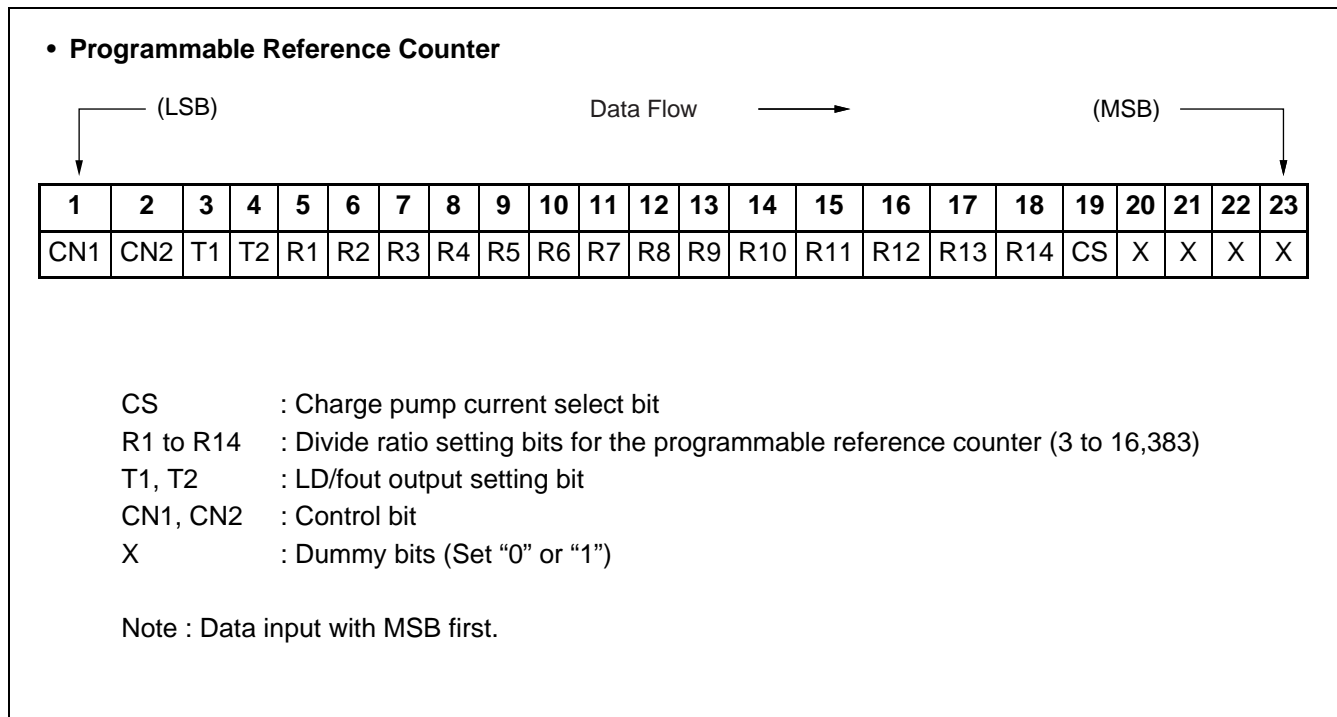 • Programmable Reference Counter
(LSB) Data Flow (MSB)
1 2 3 4 5 6 7 8 9 10 11 12 13 14 15 16 17 18 19 20 21 22 23
CN1 CN2 T1 T2 R1 R2 R3 R4 R5 R6 R7 R8 R9 R10 R11 R12 R13 R14 CS X X X X
CS : Charge pump current select bit
R1 to R14 : Divide ratio setting bits for the programmable reference counter (3 to 16,383)
T1, T2 : LD/fout output setting bit
CN1, CN2 : Control bit
X : Dummy bits (Set “0” or “1”)
Note : Data input with MSB first.